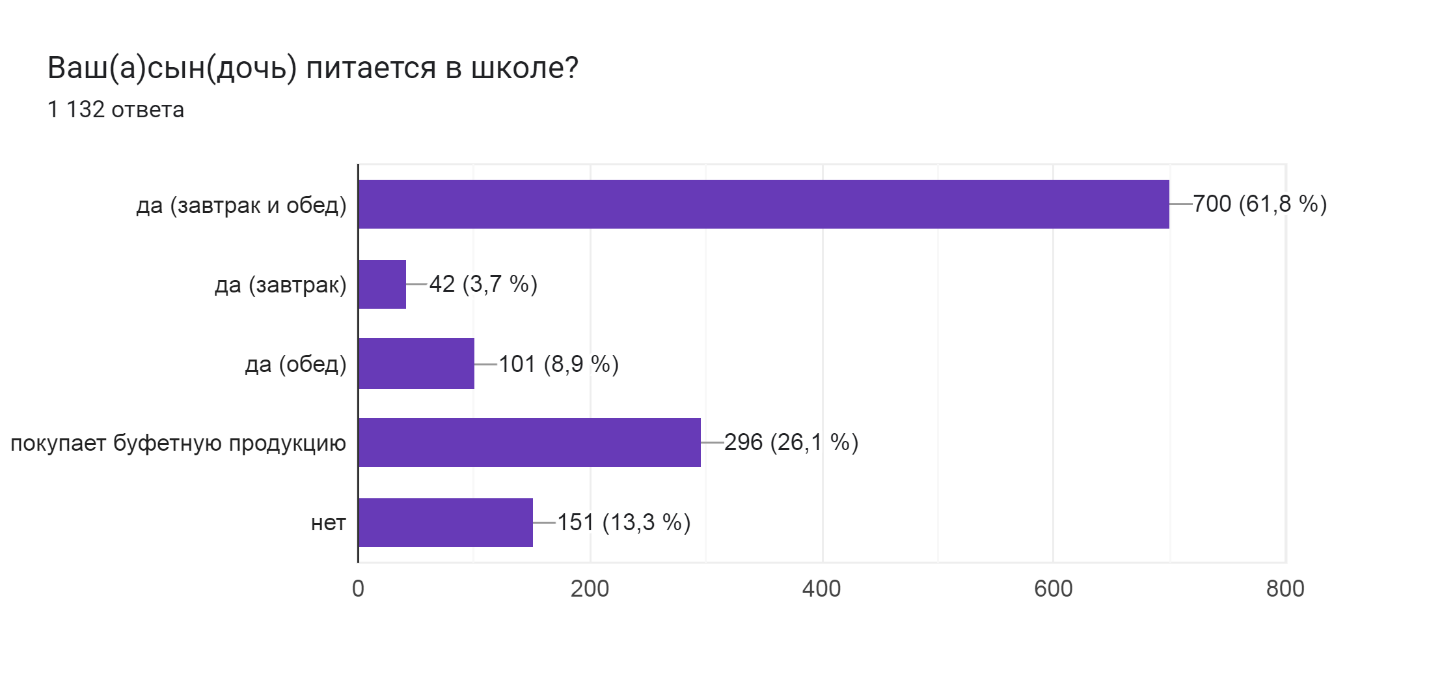 Ваш(а)сын(дочь) питается в школе?
1 132 ответа
да (завтрак и обед)
700 (61,8 %)
да (завтрак)
42 (3,7 %)
да (обед)
101 (8,9 %)
покупает буфетную продукцию
296 (26,1 %)
нет
151 (13,3 %)
0 200 400 600 800